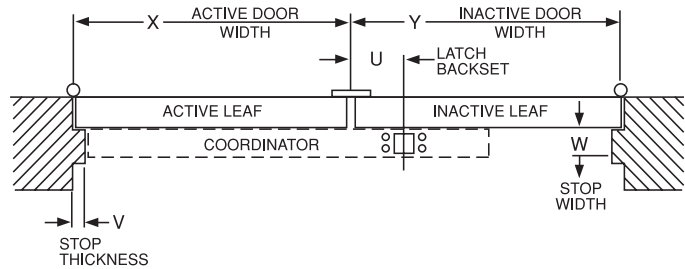 X ACTIVE DOOR WIDTH
Y INACTIVE DOOR WIDTH
U LATCH BACKSET
ACTIVE LEAF
INACTIVE LEAF
COORDINATOR
W
STOP WIDTH
V
STOP THICKNESS